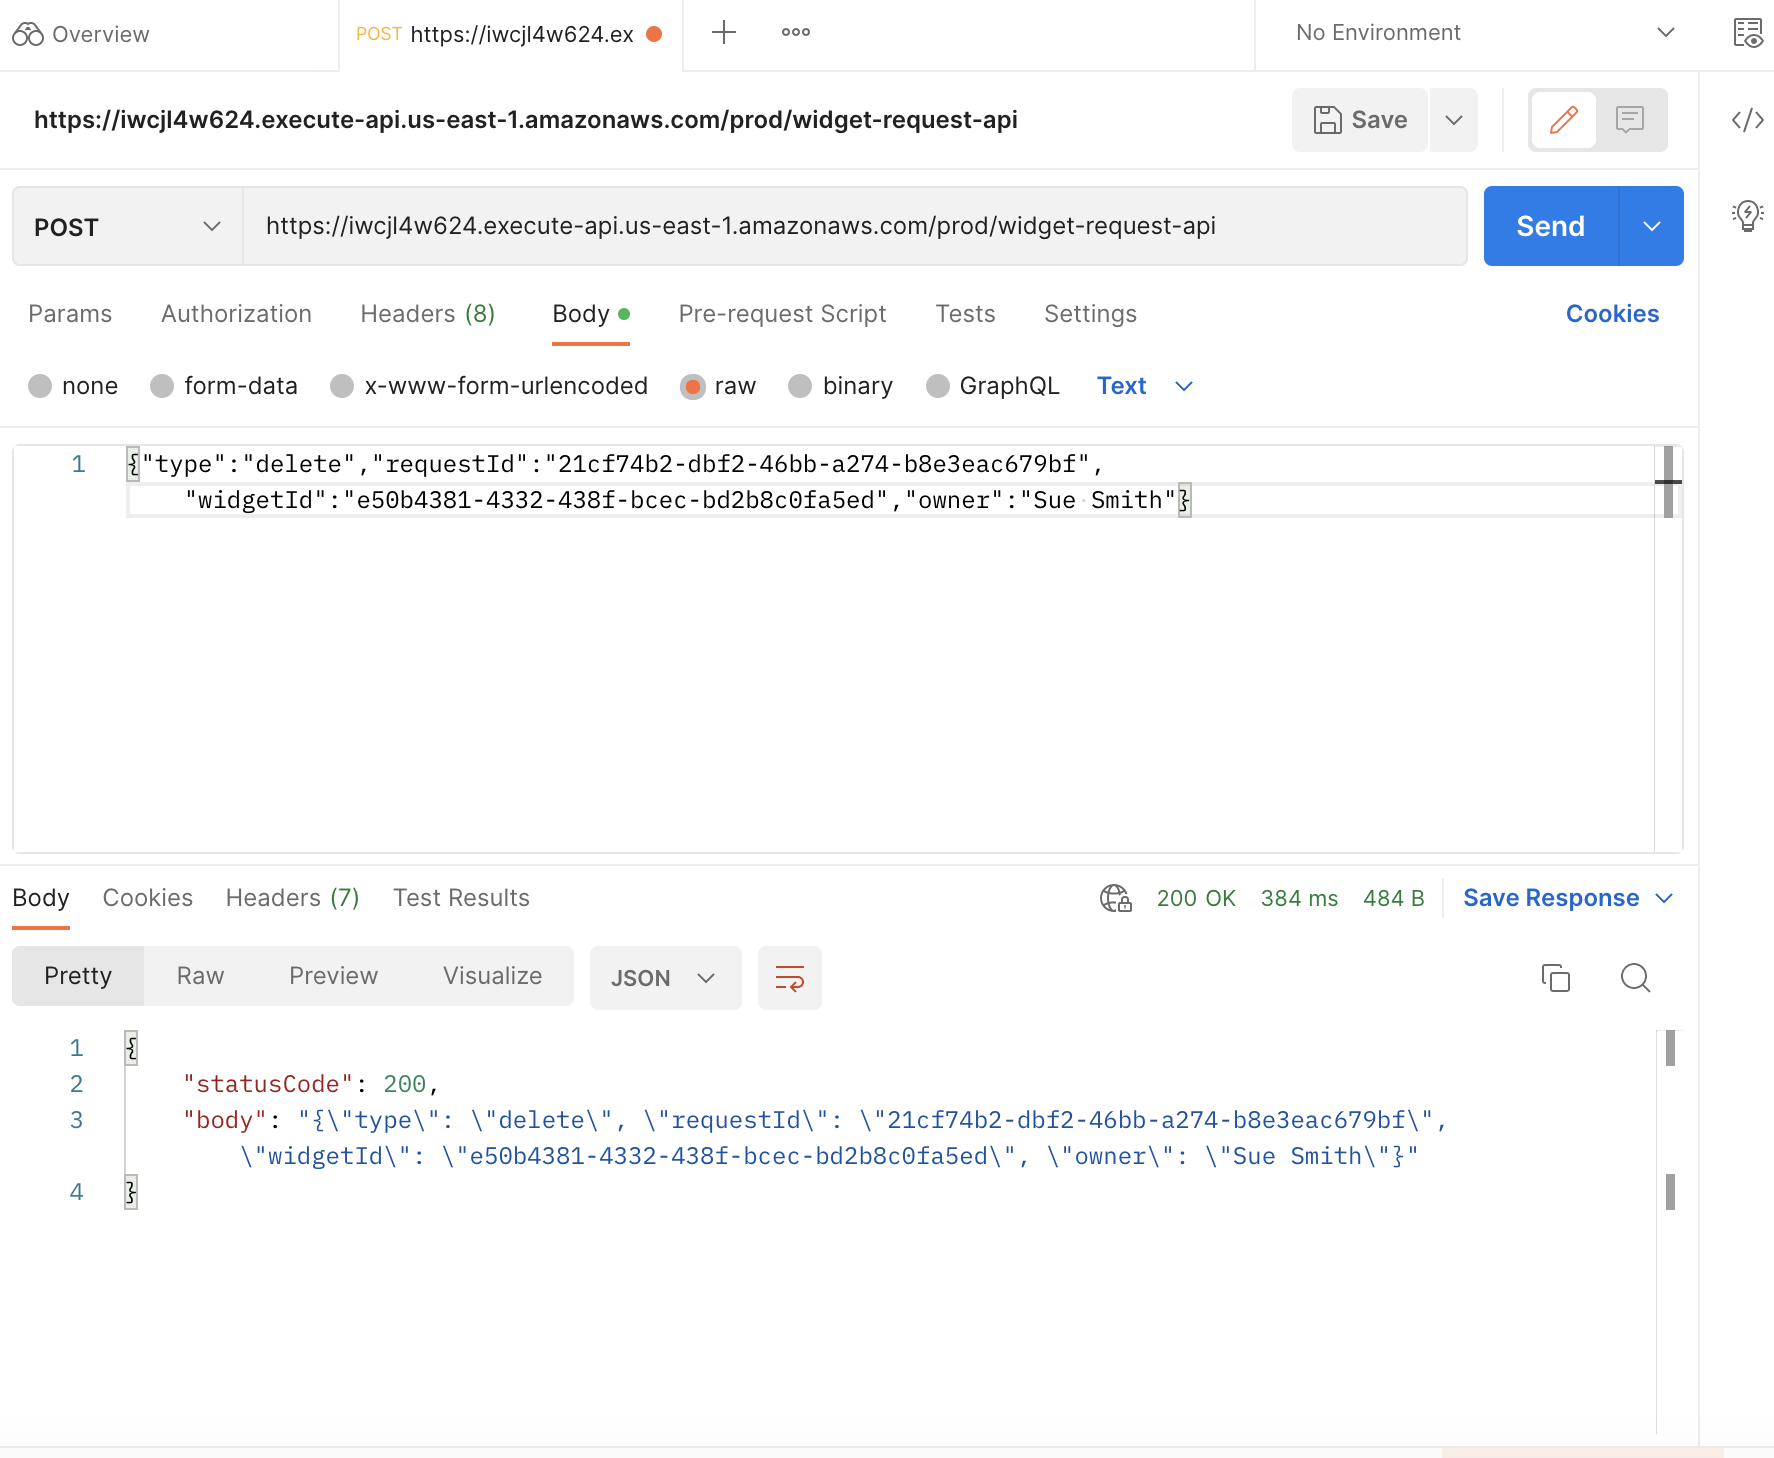 Overview
POST https://iwcjl4w624.ex
No Environment
https://iwcjl4w624.execute-api.us-east-1.amazonaws.com/prod/widget-request-api
Save
POST
https://iwcjl4w624.execute-api.us-east-1.amazonaws.com/prod/widget-request-api
Send
Params Authorization Headers (8) Body Pre-request Script Tests Settings Cookies
none form-data x-www-form-urlencoded raw binary GraphQL Text
1 {"type":"delete","requestId":"21cf74b2-dbf2-46bb-a274-b8e3eac679bf",
"widgetId":"e50b4381-4332-438f-bcec-bd2b8c0fa5ed","owner":"Sue Smith"}
Body Cookies Headers (7) Test Results 200 OK 384 ms 484 B Save Response
Pretty Raw Preview Visualize JSON
1 {
2 "statusCode": 200,
3 "body": "{\"type\": \"delete\", \"requestId\": \"21cf74b2-dbf2-46bb-a274-b8e3eac679bf\",
\"widgetId\": \"e50b4381-4332-438f-bcec-bd2b8c0fa5ed\", \"owner\": \"Sue Smith\"}"
4 }